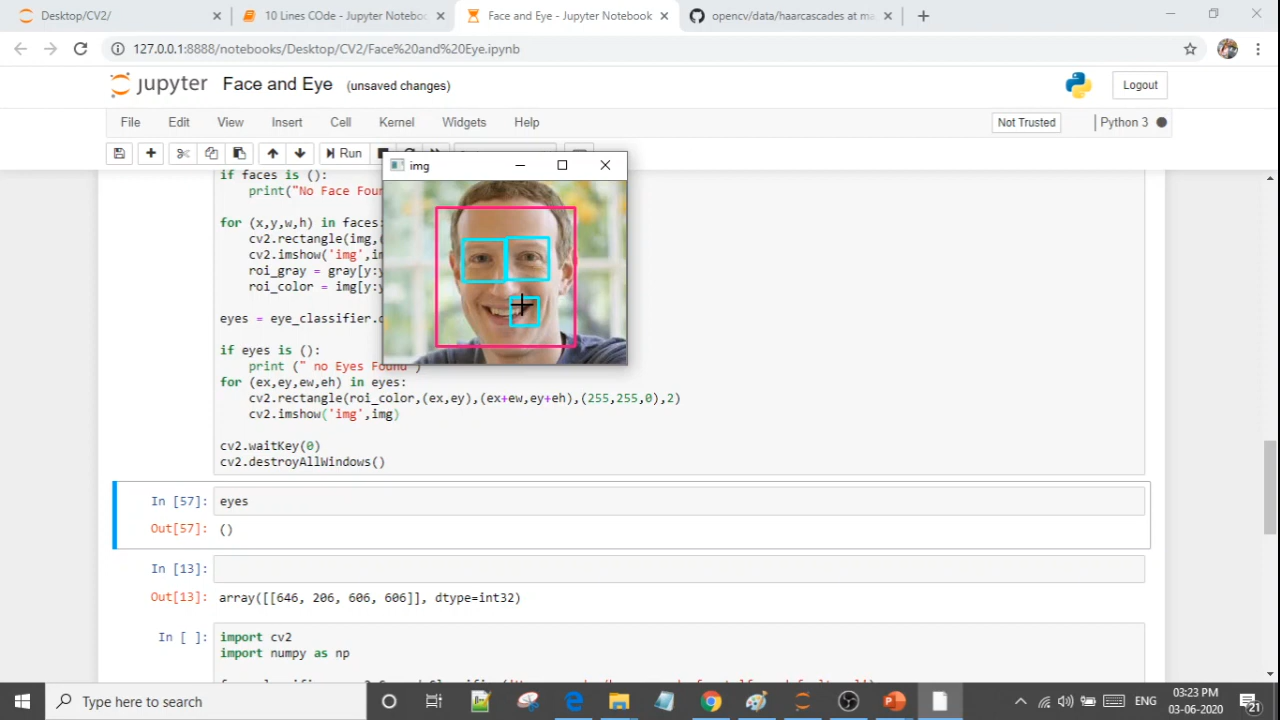 Desktop/CV2/
10 Lines COde - Jupyter Noteboo
Face and Eye - Jupyter Notebook
opencv/data/haarcascades at ma
127.0.0.1:8888/notebooks/Desktop/CV2/Face%20and%20Eye.ipynb
jupyter Face and Eye (unsaved changes)
Logout
File Edit View Insert Cell Kernel Widgets Help
Not Trusted
Python 3
Run
img
if faces is ():
print("No Face Foun
for (x,y,w,h) in faces:
cv2.rectangle(img,(
cv2.imshow('img',im
roi_gray = gray[y:y
roi_color = img[y:y
eyes = eye_classifier.d
if eyes is ():
print (" no Eyes Found")
for (ex,ey,ew,eh) in eyes:
cv2.rectangle(roi_color,(ex,ey),(ex+ew,ey+eh),(255,255,0),2)
cv2.imshow('img',img)
cv2.waitKey(0)
cv2.destroyAllWindows()
In [57]: eyes
Out[57]: ()
In [13]:
Out[13]: array([[646, 206, 606, 606]], dtype=int32)
In [ ]: import cv2
import numpy as np
Type here to search
ENG
03:23 PM
03-06-2020
21